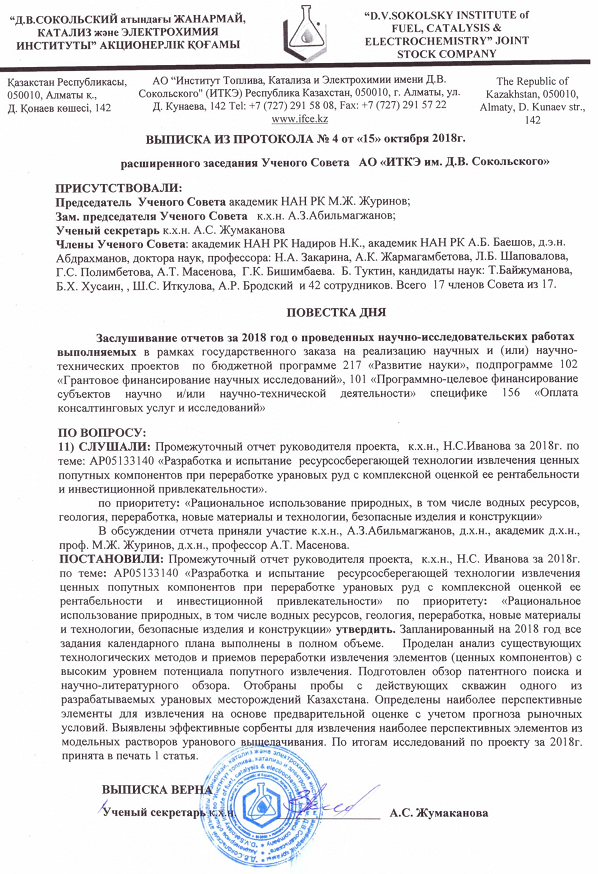 "Д.В.СОКОЛЬСКИЙ атындағы ЖАНАРМАЙ,
КАТАЛИЗ және ЭЛЕКТРОХИМИЯ
ИНСТИТУТЫ" АКЦИОНЕРЛІК ҚОҒАМЫ
"D.V.SOKOLSKY INSTITUTE of
FUEL, CATALYSIS &
ELECTROCHEMISTRY" JOINT
STOCK COMPANY
Қазакстан Республикасы,
050010, Алматы қ.,
Д. Қонаев көшесі, 142
АО "Институт Топлива, Катализа и Электрохимии имени Д.В.
Сокольского" (ИТКЭ) Республика Казахстан, 050010, г. Алматы, ул.
Д. Кунаева, 142 Tel: +7 (727) 291 58 08, Fax: +7 (727) 291 57 22
www.ifce.kz
The Republic of
Kazakhstan, 050010,
Almaty, D. Kunaev str.,
142
ВЫПИСКА ИЗ ПРОТОКОЛА № 4 от «15» октября 2018г.
расширенного заседания Ученого Совета АО «ИТКЭ им. Д.В. Сокольского»
ПРИСУТСТВОВАЛИ:
Председатель Ученого Совета академик НАН РК М.Ж. Журинов;
Зам. председателя Ученого Совета к.х.н. А.З.Абильмагжанов;
Ученый секретарь к.х.н. А.С. Жумаканова
Члены Ученого Совета: академик НАН РК Надиров Н.К., академик НАН РК А.Б. Баешов, д.э.н.
Абдрахманов, доктора наук, профессора: Н.А. Закарина, А.К. Жармагамбетова, Л.Б. Шаповалова,
Г.С. Полимбетова, А.Т. Масенова, Г.К. Бишимбаева. Б. Туктин, кандидаты наук: Т.Байжуманова,
Б.Х. Хусаин, , Ш.С. Иткулова, А.Р. Бродский и 42 сотрудников. Всего 17 членов Совета из 17.
ПОВЕСТКА ДНЯ
Заслушивание отчетов за 2018 год о проведенных научно-исследовательских работах
выполняемых в рамках государственного заказа на реализацию научных и (или) научно-
технических проектов по бюджетной программе 217 «Развитие науки», подпрограмме 102
«Грантовое финансирование научных исследований», 101 «Программно-целевое финансирование
субъектов научно и/или научно-технической деятельности» специфике 156 «Оплата
консалтинговых услуг и исследований»
ПО ВОПРОСУ:
11) СЛУШАЛИ: Промежуточный отчет руководителя проекта, к.х.н., Н.С.Иванова за 2018г. по
теме: АР05133140 «Разработка и испытание ресурсосберегающей технологии извлечения ценных
попутных компонентов при переработке урановых руд с комплексной оценкой ее рентабельности
и инвестиционной привлекательности».
по приоритету: «Рациональное использование природных, в том числе водных ресурсов,
геология, переработка, новые материалы и технологии, безопасные изделия и конструкции»
В обсуждении отчета приняли участие к.х.н., А.З.Абильмагжанов, д.х.н., академик д.х.н.,
проф. М.Ж. Журинов, д.х.н., профессор А.Т. Масенова.
ПОСТАНОВИЛИ: Промежуточный отчет руководителя проекта, к.х.н., Н.С. Иванова за 2018г.
по теме: АР05133140 «Разработка и испытание ресурсосберегающей технологии извлечения
ценных попутных компонентов при переработке урановых руд с комплексной оценкой ее
рентабельности и инвестиционной привлекательности» по приоритету: «Рациональное
использование природных, в том числе водных ресурсов, геология, переработка, новые материалы
и технологии, безопасные изделия и конструкции» утвердить. Запланированный на 2018 год все
задания календарного плана выполнены в полном объеме. Проделан анализ существующих
технологических методов и приемов переработки извлечения элементов (ценных компонентов) с
высоким уровнем потенциала попутного извлечения. Подготовлен обзор патентного поиска и
научно-литературного обзора. Отобраны пробы с действующих скважин одного из
разрабатываемых урановых месторождений Казахстана. Определены наиболее перспективные
элементы для извлечения на основе предварительной оценке с учетом прогноза рыночных
условий. Выявлены эффективные сорбенты для извлечения наиболее перспективных элементов из
модельных растворов уранового выщелачивания. По итогам исследований по проекту за 2018г.
принята в печать 1 статья.
ВЫПИСКА ВЕРНА
Ученый секретарь к.х.н. А.С. Жумаканова